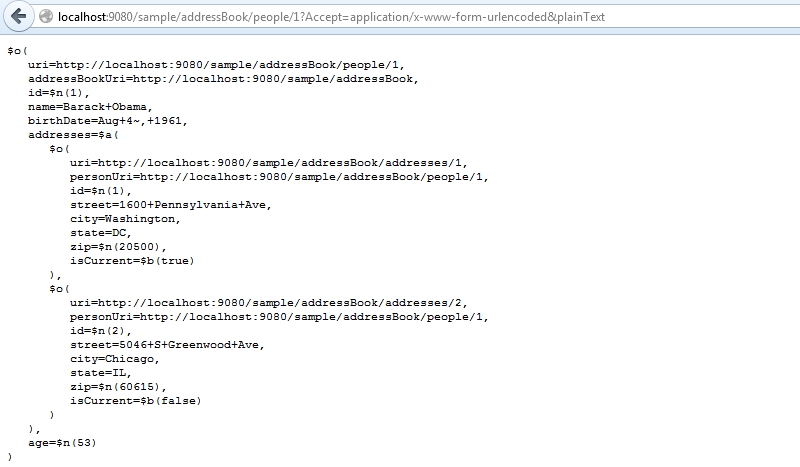 localhost:9080/sample/addressBook/people/1?Accept=application/x-www-form-urlencoded&plainText
$o(
uri=http://localhost:9080/sample/addressBook/people/1,
addressBookUri=http://localhost:9080/sample/addressBook,
id=$n(1),
name=Barack+Obama,
birthDate=Aug+4~,+1961,
addresses=$a(
$o(
uri=http://localhost:9080/sample/addressBook/addresses/1,
personUri=http://localhost:9080/sample/addressBook/people/1,
id=$n(1),
street=1600+Pennsylvania+Ave,
city=Washington,
state=DC,
zip=$n(20500),
isCurrent=$b(true)
),
$o(
uri=http://localhost:9080/sample/addressBook/addresses/2,
personUri=http://localhost:9080/sample/addressBook/people/1,
id=$n(2),
street=5046+S+Greenwood+Ave,
city=Chicago,
state=IL,
zip=$n(60615),
isCurrent=$b(false)
)
),
age=$n(53)
)